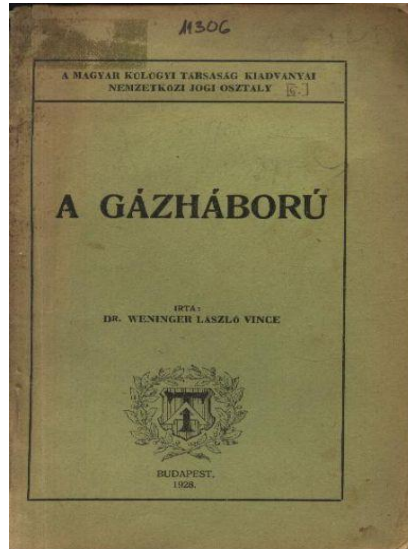 11306
A MAGYAR KÜLÜGYI TÁRSASÁG KIADVÁNYAI
NEMZETKÖZI JOGI OSZTÁLY
A GÁZHÁBORÚ
IRTA:
DR. WENINGER LÁSZLÓ VINCE
BUDAPEST,
1928.